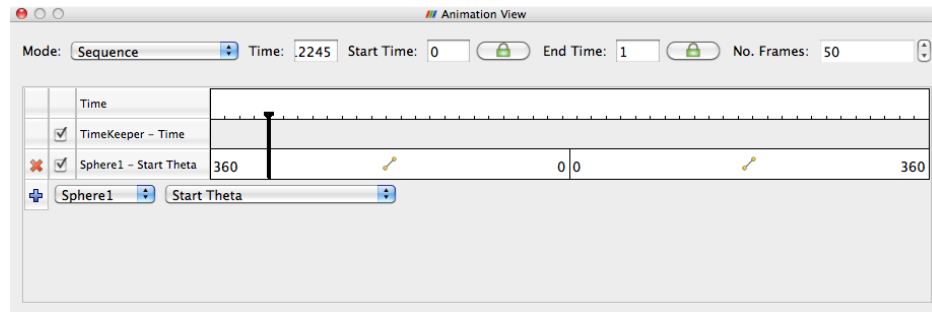 Animation View
Mode: Sequence Time: .2245 Start Time: 0 End Time: 1 No. Frames: 50
Time
TimeKeeper - Time
Sphere1 - Start Theta 360 0 0 360
Sphere1 Start Theta